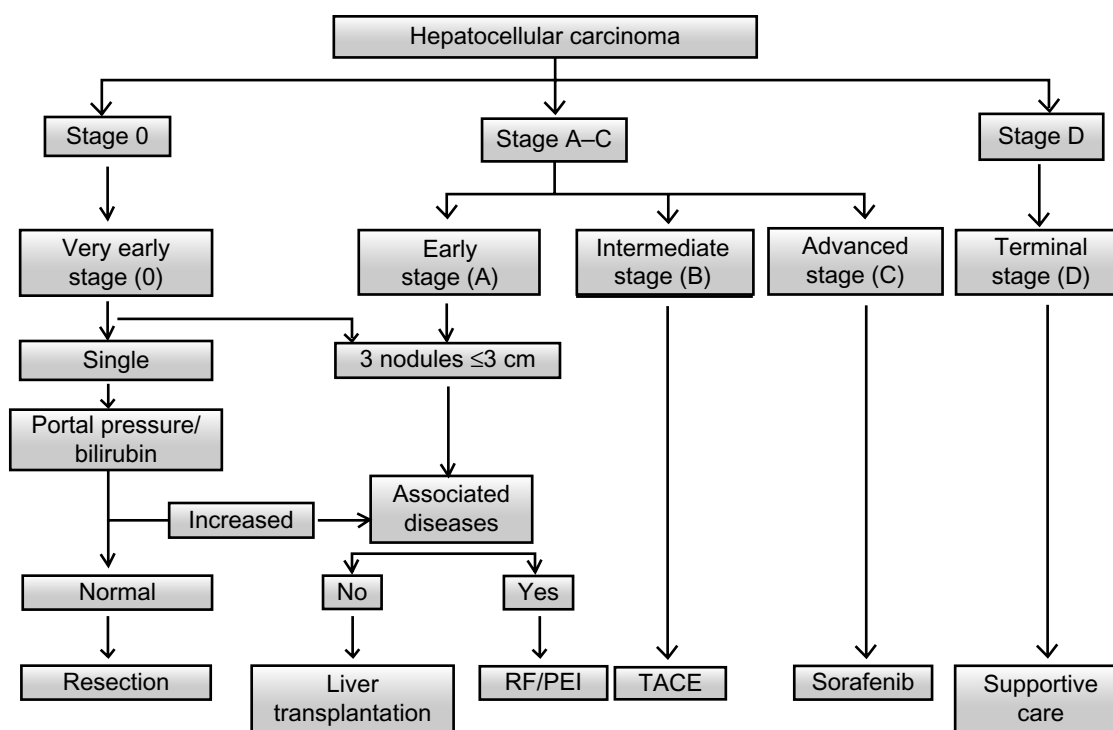 Hepatocellular carcinoma
Stage 0
Stage A–C
Stage D
Very early
stage (0)
Early
stage (A)
Intermediate
stage (B)
Advanced
stage (C)
Terminal
stage (D)
Single
3 nodules ≤3 cm
Portal pressure/
bilirubin
Increased
Associated
diseases
Normal
No
Yes
Resection
Liver
transplantation
RF/PEI
TACE
Sorafenib
Supportive
care